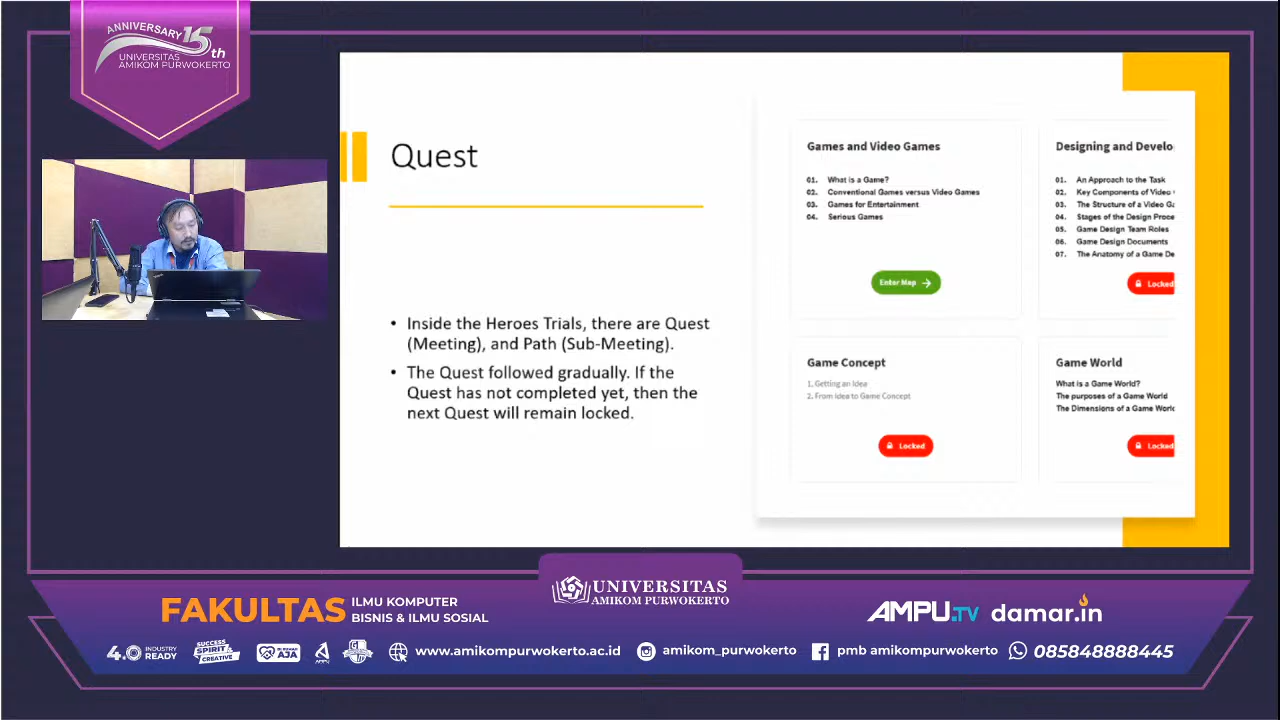 ANNIVERSARY 15th
UNIVERSITAS
AMIKOM PURWOKERTO
Quest
• Inside the Heroes Trials, there are Quest
(Meeting), and Path (Sub-Meeting).
• The Quest followed gradually. If the
Quest has not completed yet, then the
next Quest will remain locked.
Games and Video Games
01. What is a Game?
02. Conventional Games versus Video Games
03. Games for Entertainment
04. Serious Games
Enter Map →
Designing and Develo
01. An Approach to the Task
02. Key Components of Video
03. The Structure of a Video Ga
04. Stages of the Design Proce
05. Game Design Team Roles
06. Game Design Documents
07. The Anatomy of a Game De
Locked
Game Concept
1. Getting an Idea
2. From Idea to Game Concept
Locked
Game World
What is a Game World?
The purposes of a Game World
The Dimensions of a Game World
Locked
UNIVERSITAS
AMIKOM PURWOKERTO
FAKULTAS ILMU KOMPUTER
BISNIS & ILMU SOSIAL
AMPU.TV damar.in
4.0 INDUSTRY READY
SUCCESS SPIRIT CREATIVE
AJA
www.amikompurwokerto.ac.id
amikom_purwokerto
pmb amikompurwokerto
085848888445